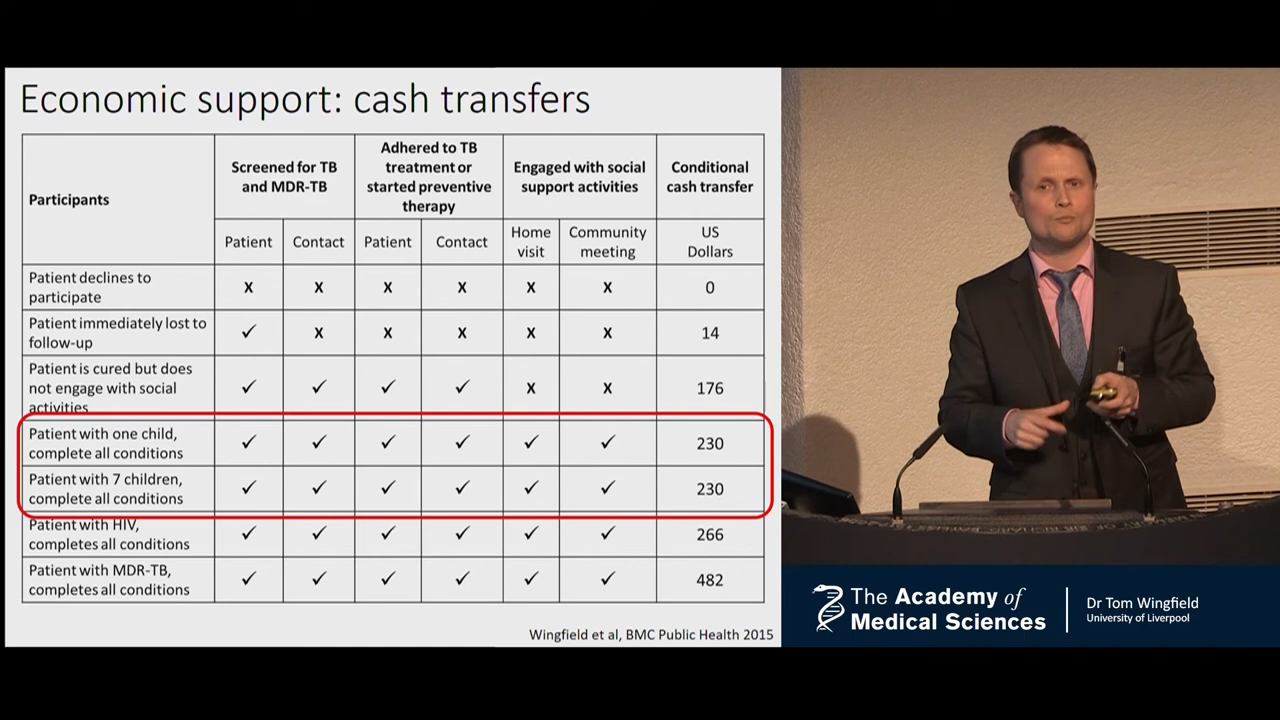 Economic support: cash transfers
Participants
Screened for TB
and MDR-TB
Adhered to TB
treatment or
started preventive
therapy
Engaged with social
support activities
Conditional
cash transfer
Patient
Contact
Patient
Contact
Home
visit
Community
meeting
US
Dollars
Patient declines to
participate
X X X X X X 0
Patient immediately lost to
follow-up
✓ X X X X X 14
Patient is cured but does
not engage with social
activities
✓ ✓ ✓ ✓ X X 176
Patient with one child,
complete all conditions
✓ ✓ ✓ ✓ ✓ ✓ 230
Patient with 7 children,
complete all conditions
✓ ✓ ✓ ✓ ✓ ✓ 230
Patient with HIV,
completes all conditions
✓ ✓ ✓ ✓ ✓ ✓ 266
Patient with MDR-TB,
completes all conditions
✓ ✓ ✓ ✓ ✓ ✓ 482
Wingfield et al, BMC Public Health 2015
The Academy of
Medical Sciences
Dr Tom Wingfield
University of Liverpool